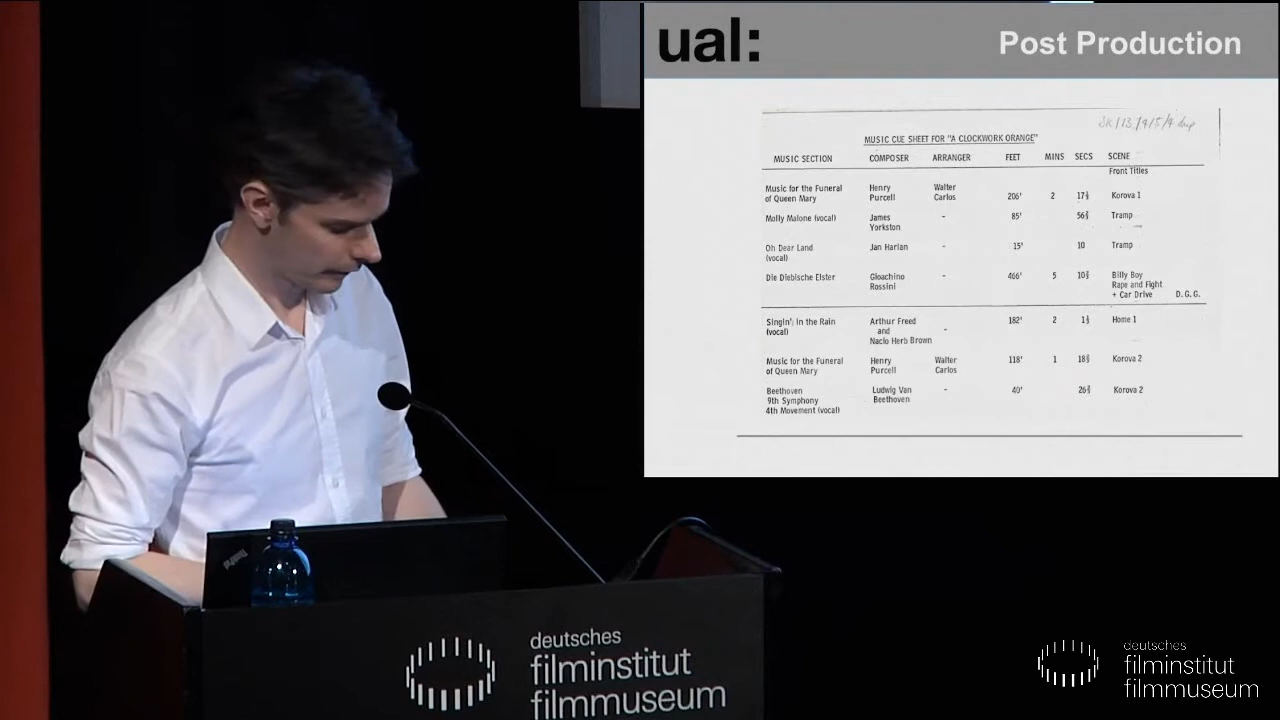 ual:
Post Production
SK/13/4/5/4
MUSIC CUE SHEET FOR "A CLOCKWORK ORANGE"
MUSIC SECTION COMPOSER ARRANGER FEET MINS SECS SCENE
Front Titles
Music for the Funeral Henry Walter
of Queen Mary Purcell Carlos 206' 2 17⅓ Korova 1
Molly Malone (vocal) James - 85' 56⅔ Tramp
Yorkston
Oh Dear Land Jan Harlan - 15' 10 Tramp
(vocal)
Die Diebische Elster Gioachino - 466' 5 10⅔ Billy Boy
Rossini Rape and Fight
+ Car Drive D.G.G.
Singin' in the Rain Arthur Freed 182' 2 1⅓ Home 1
(vocal) and -
Nacio Herb Brown
Music for the Funeral Henry Walter 118' 1 18⅔ Korova 2
of Queen Mary Purcell Carlos
Beethoven Ludwig Van - 40' 26⅔ Korova 2
9th Symphony Beethoven
4th Movement (vocal)
ThinkPad
deutsches
filminstitut
filmmuseum
deutsches
filminstitut
filmmuseum